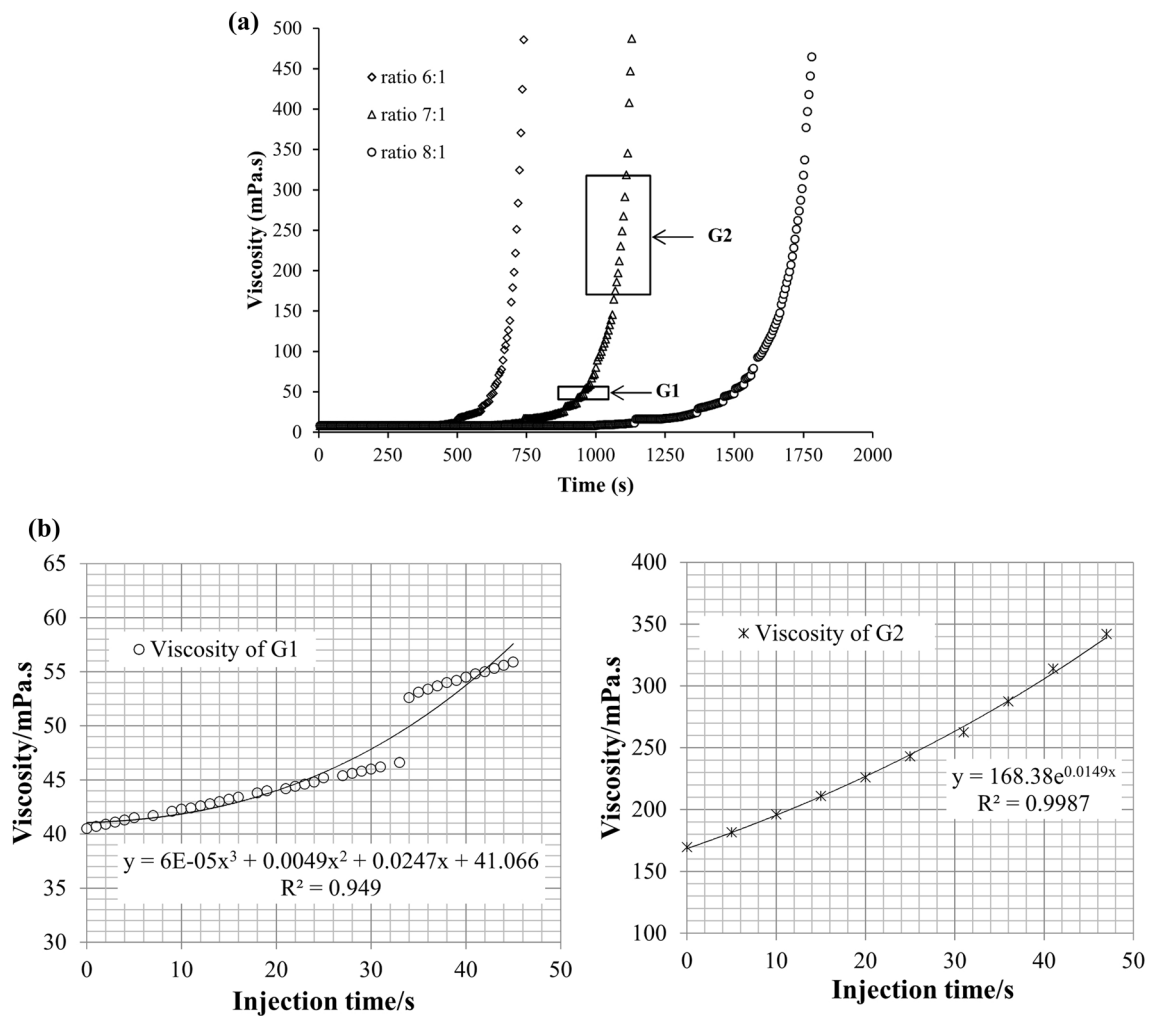 (a)
500
450
400
350
300
250
200
150
100
50
0
Viscosity (mPa.s)
ratio 6:1
ratio 7:1
ratio 8:1
G2
G1
0 250 500 750 1000 1250 1500 1750 2000
Time (s)
(b)
65
60
55
50
45
40
35
30
Viscosity/mPa.s
Viscosity of G1
y = 6E-05x³ + 0.0049x² + 0.0247x + 41.066
R² = 0.949
0 10 20 30 40 50
Injection time/s
400
350
300
250
200
150
100
Viscosity/mPa.s
Viscosity of G2
y = 168.38e^0.0149x
R² = 0.9987
0 10 20 30 40 50
Injection time/s